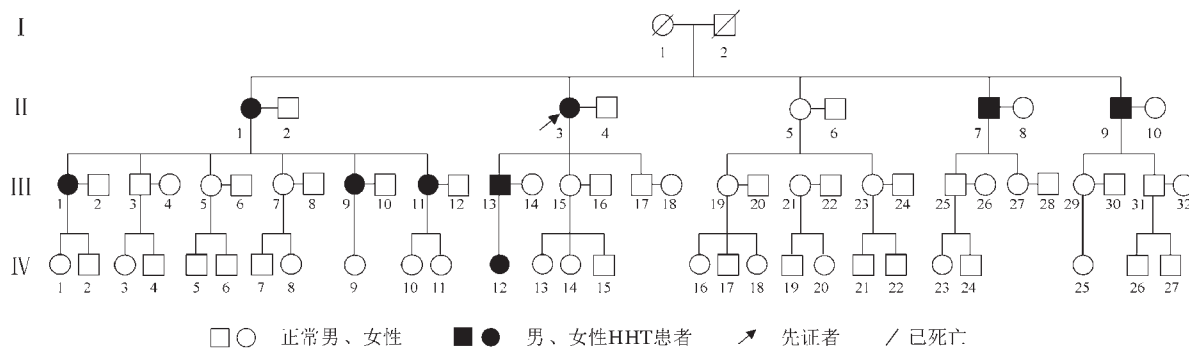 I
1 2
II
1 2 3 4 5 6 7 8 9 10
III
1 2 3 4 5 6 7 8 9 10 11 12 13 14 15 16 17 18 19 20 21 22 23 24 25 26 27 28 29 30 31 32
IV
1 2 3 4 5 6 7 8 9 10 11 12 13 14 15 16 17 18 19 20 21 22 23 24 25 26 27
正常男、女性 男、女性HHT患者 先证者 已死亡